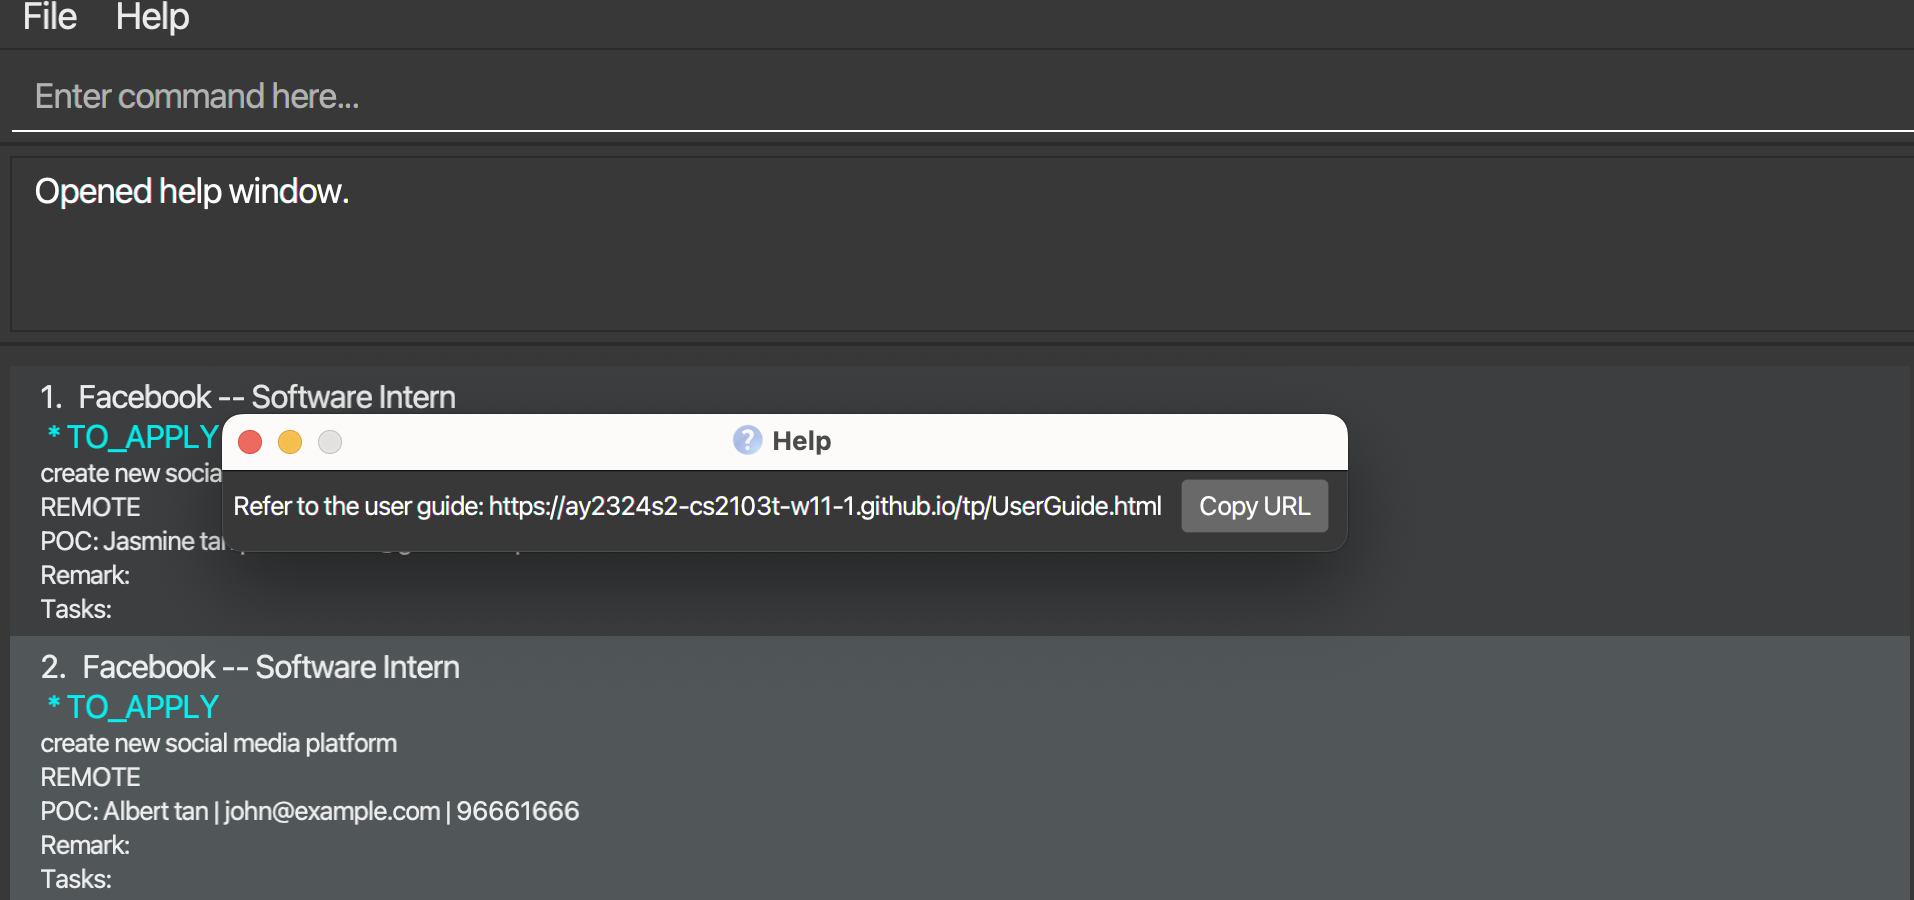 File Help
Enter command here...
Opened help window.
1. Facebook -- Software Intern
* TO_APPLY
create new socia
REMOTE
POC: Jasmine
Remark:
Tasks:
Help
Refer to the user guide: https://ay2324s2-cs2103t-w11-1.github.io/tp/UserGuide.html
Copy URL
2. Facebook -- Software Intern
* TO_APPLY
create new social media platform
REMOTE
POC: Albert tan | john@example.com | 96661666
Remark:
Tasks: